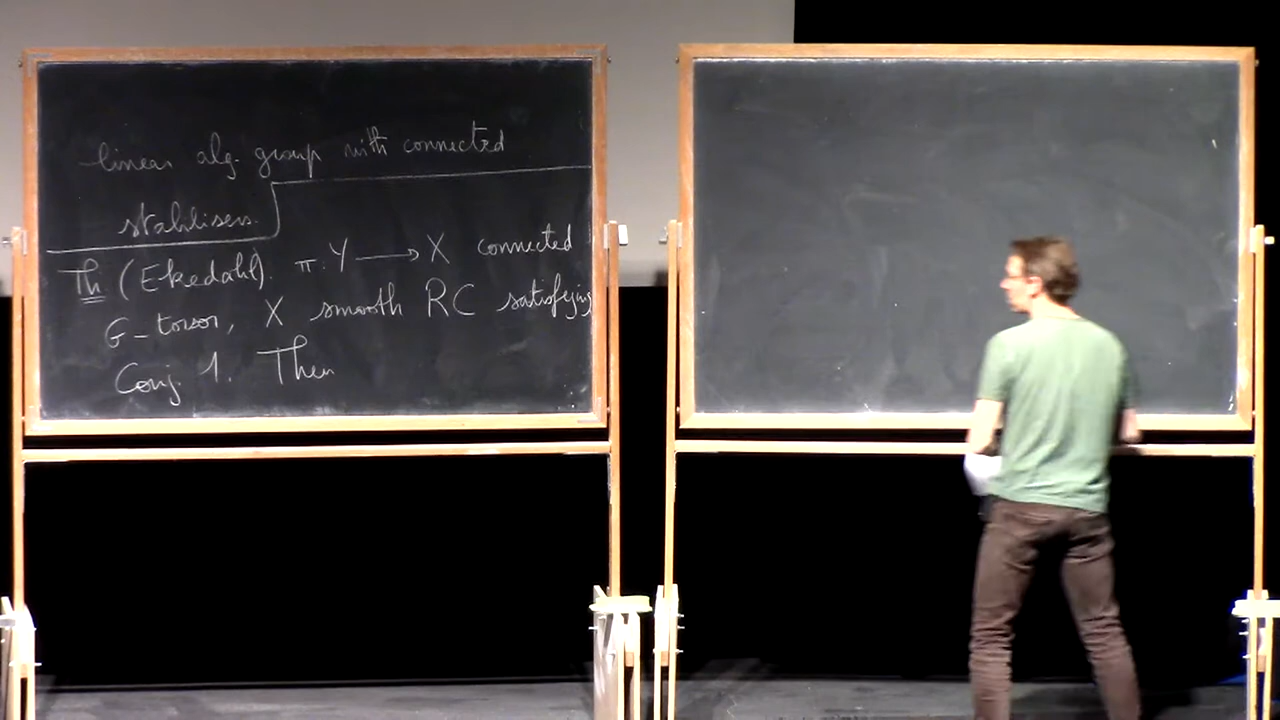 linear alg. group with connected
stabilisers.
Th (Ekedahl). π: Y → X connected
G-torsor, X smooth RC satisfying
Conj. 1. Then